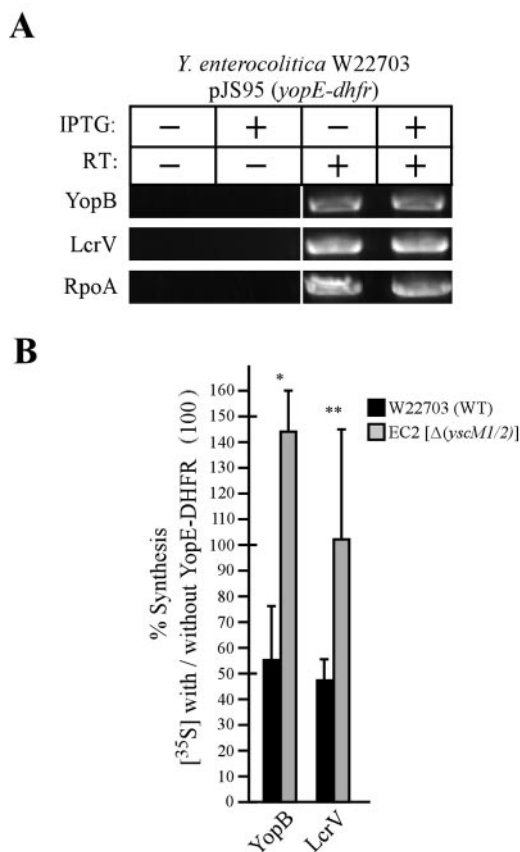 A
Y. enterocolitica W22703
pJS95 (yopE-dhfr)
IPTG: − + − +
RT: − − + +
YopB
LcrV
RpoA
B
% Synthesis
[³⁵S] with / without YopE-DHFR (100)
160
150
140
130
120
110
100
90
80
70
60
50
40
30
20
10
0
*
**
W22703 (WT)
EC2 [Δ(yscM1/2)]
YopB
LcrV